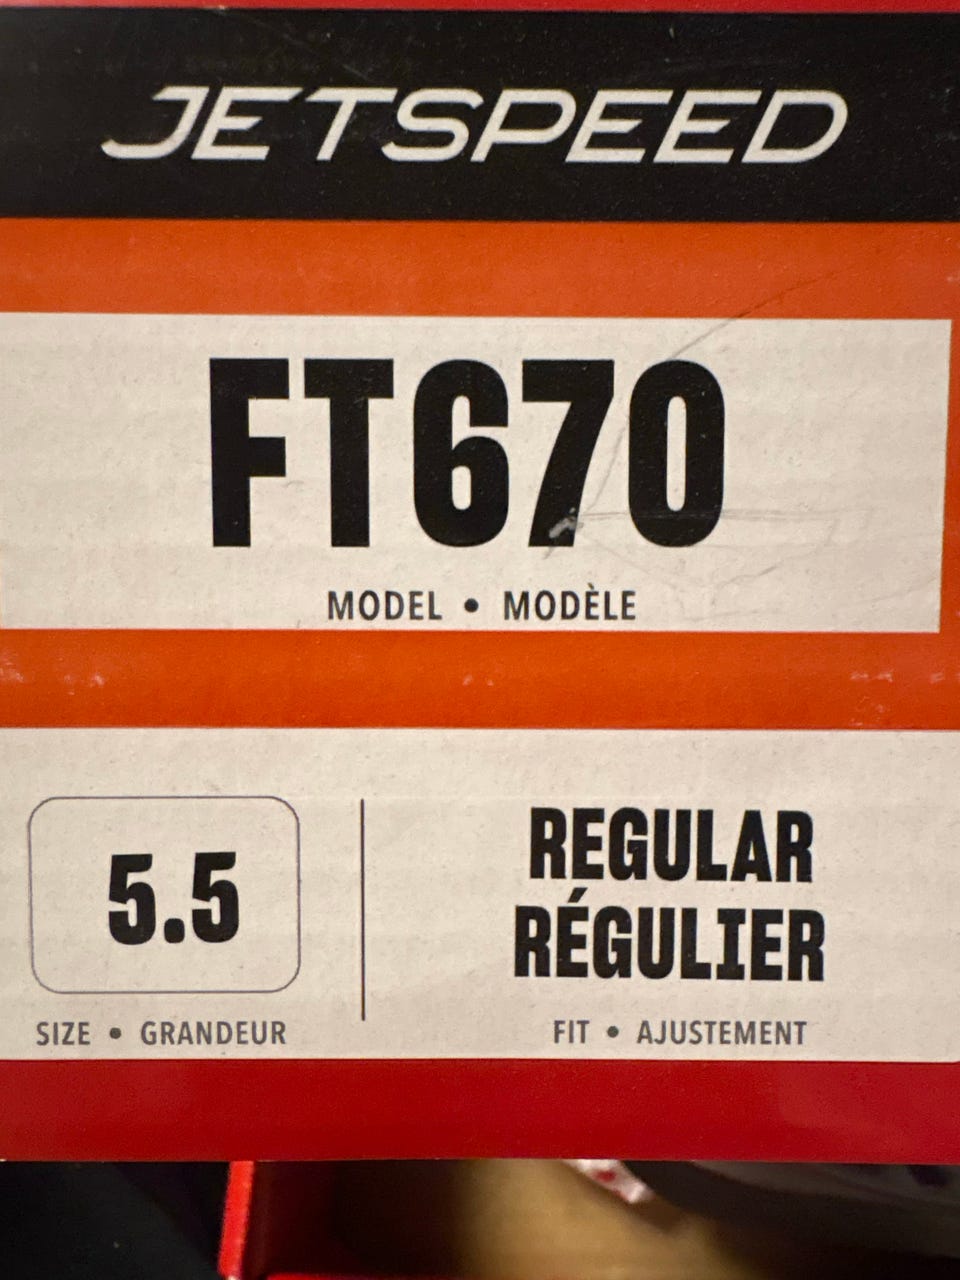 JETSPEED
FT670
MODEL • MODÈLE
5.5
SIZE • GRANDEUR
REGULAR
RÉGULIER
FIT • AJUSTEMENT